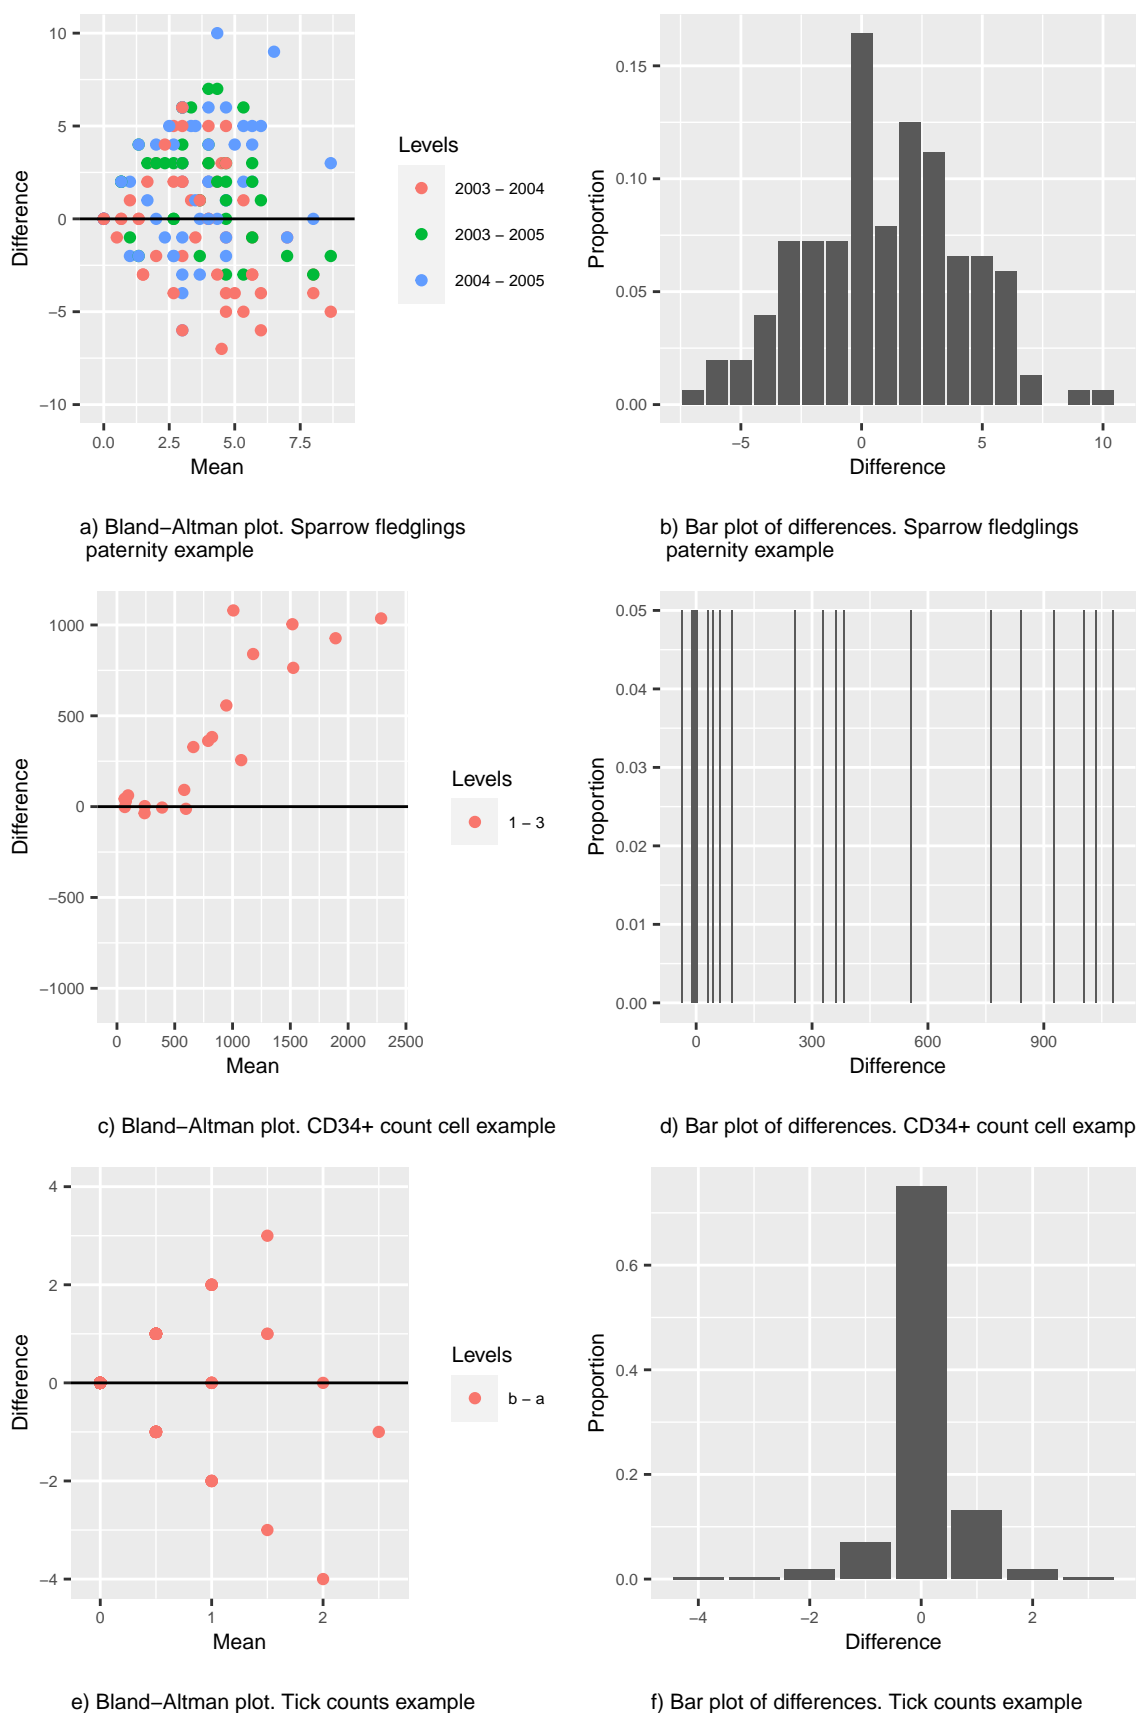 10
5
0
−5
−10
Difference
0.0
2.5
5.0
7.5
Mean
Levels
2003 − 2004
2003 − 2005
2004 − 2005
a) Bland−Altman plot. Sparrow fledglings
paternity example
0.15
0.10
0.05
0.00
Proportion
−5
0
5
10
Difference
b) Bar plot of differences. Sparrow fledglings
paternity example
1000
500
0
−500
−1000
Difference
0
500
1000
1500
2000
2500
Mean
Levels
1 − 3
c) Bland−Altman plot. CD34+ count cell example
0.05
0.04
0.03
0.02
0.01
0.00
Proportion
0
300
600
900
Difference
d) Bar plot of differences. CD34+ count cell examp
4
2
0
−2
−4
Difference
0
1
2
Mean
Levels
b − a
e) Bland−Altman plot. Tick counts example
0.6
0.4
0.2
0.0
Proportion
−4
−2
0
2
Difference
f) Bar plot of differences. Tick counts example